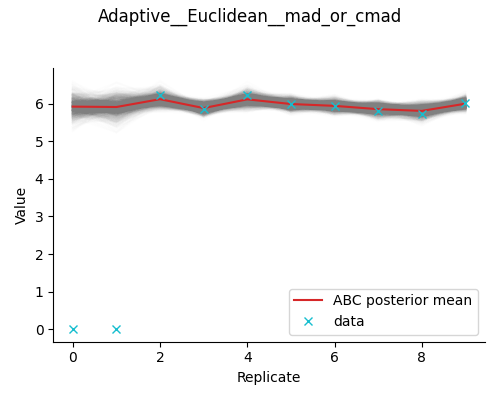 Adaptive__Euclidean__mad_or_cmad
6
5
4
3
2
1
0
Value
0 2 4 6 8
Replicate
ABC posterior mean
data